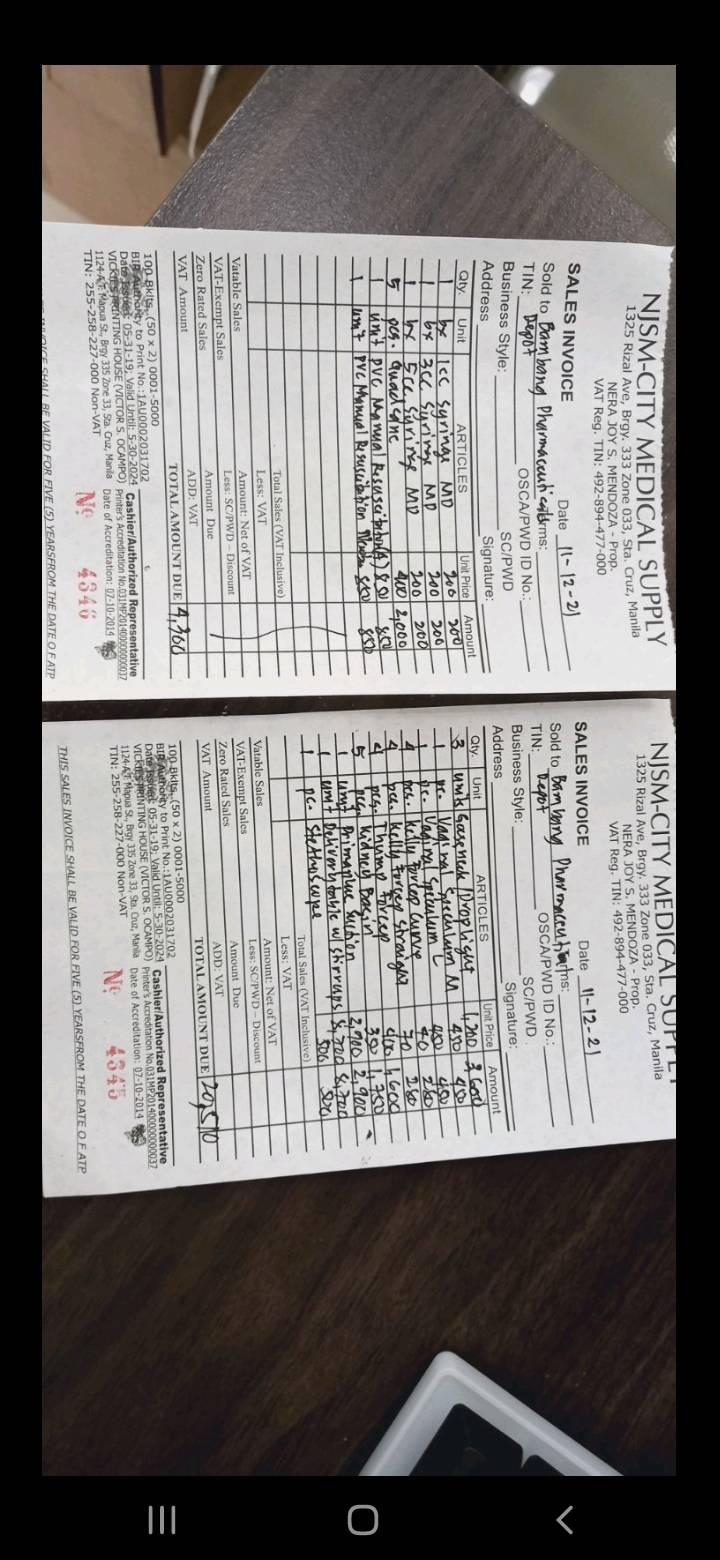 NJSM-CITY MEDICAL SUPPLY
1325 Rizal Ave, Brgy. 333 Zone 033, Sta. Cruz, Manila
NERA JOY S. MENDOZA - Prop.
VAT Reg. TIN: 492-894-477-000
SALES INVOICE Date 11-12-21
Sold to Bambang Pharmaceuticals
TIN: Depot OSCA/PWD ID No.:
Business Style: SC/PWD
Address Signature:
Qty. Unit ARTICLES Unit Price Amount
1 bx 1cc Syringe MD 200 200
1 bx 3cc Syringe MD 200 200
1 bx 5cc Syringe MD 200 200
5 pcs. Quad cane 400 2,000
1 unit PVC Manual 850 850
1 unit PVC Manual 850 850
Total Sales (VAT Inclusive)
Less: VAT
Vatable Sales Amount: Net of VAT
VAT-Exempt Sales Less: SC/PWD – Discount
Zero Rated Sales Amount Due
VAT Amount ADD: VAT
TOTAL AMOUNT DUE 4,300
100 Bklts. (50 x 2) 0001-5000
BIR Authority to Print No.:1AU0002031702
Date Issued: 05-31-19; Valid Until: 5-30-2024 Cashier/Authorized Representative
VICKIES PRINTING HOUSE (VICTOR S. OCAMPO) Printer's Accreditation No.031MP20140000000037
1124-A F. Mapua St., Brgy 335 Zone 33, Sta. Cruz, Manila Date of Accreditation: 07-10-2014
TIN: 255-258-227-000 Non-VAT
Nº 4346
INVOICE SHALL BE VALID FOR FIVE (5) YEARSFROM THE DATE O F ATP
NJSM-CITY MEDICAL SUPPLY
1325 Rizal Ave, Brgy. 333 Zone 033, Sta. Cruz, Manila
NERA JOY S. MENDOZA - Prop.
VAT Reg. TIN: 492-894-477-000
SALES INVOICE Date 11-12-21
Sold to Bambang Pharmaceutical
TIN: Depot OSCA/PWD ID No.:
Business Style: SC/PWD
Address Signature:
Qty. Unit ARTICLES Unit Price Amount
3 units Gooseneck/Droplight 1,200 3,600
1 pc. Vaginal Speculum M 450 450
1 pc. Vaginal Speculum L 450 450
4 pcs. Kelly Forcep Curve 70 280
4 pcs. Kelly Forcep Straight 70 280
4 pcs. Thump Forcep 400 1,600
5 pcs. Kidney Basin 350 1,750
1 unit Suction 2,900 2,900
1 unit Delivery table w/ stirrups 8,700 8,700
1 pc. Stethoscope 500 500
Total Sales (VAT Inclusive)
Less: VAT
Vatable Sales Amount: Net of VAT
VAT-Exempt Sales Less: SC/PWD – Discount
Zero Rated Sales Amount Due
VAT Amount ADD: VAT
TOTAL AMOUNT DUE 20,510
100 Bklts. (50 x 2) 0001-5000
BIR Authority to Print No.:1AU0002031702
Date Issued: 05-31-19; Valid Until: 5-30-2024 Cashier/Authorized Representative
VICKIES PRINTING HOUSE (VICTOR S. OCAMPO) Printer's Accreditation No.031MP20140000000037
1124-A F. Mapua St., Brgy 335 Zone 33, Sta. Cruz, Manila Date of Accreditation: 07-10-2014
TIN: 255-258-227-000 Non-VAT
Nº 4345
THIS SALES INVOICE SHALL BE VALID FOR FIVE (5) YEARSFROM THE DATE O F ATP